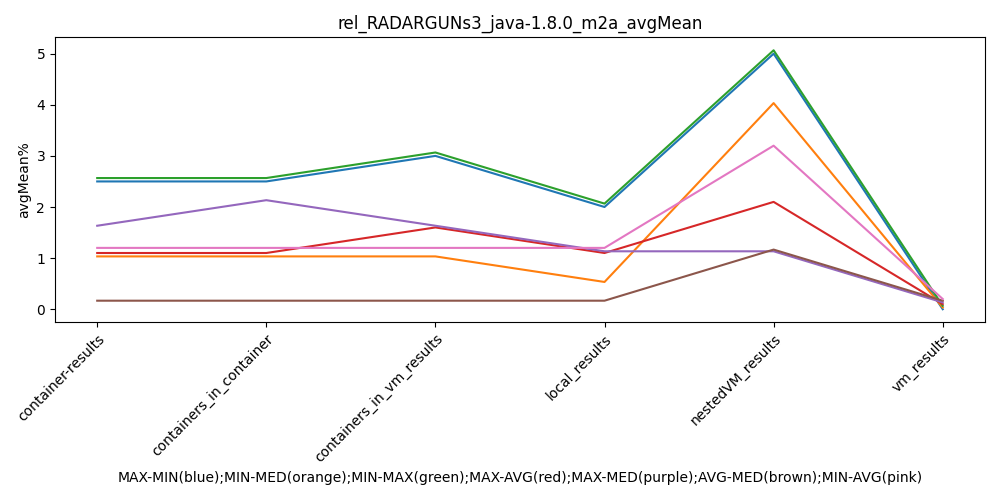 rel_RADARGUNs3_java-1.8.0_m2a_avgMean
avgMean%
5
4
3
2
1
0
container-results
containers_in_container
containers_in_vm_results
local_results
nestedVM_results
vm_results
MAX-MIN(blue);MIN-MED(orange);MIN-MAX(green);MAX-AVG(red);MAX-MED(purple);AVG-MED(brown);MIN-AVG(pink)